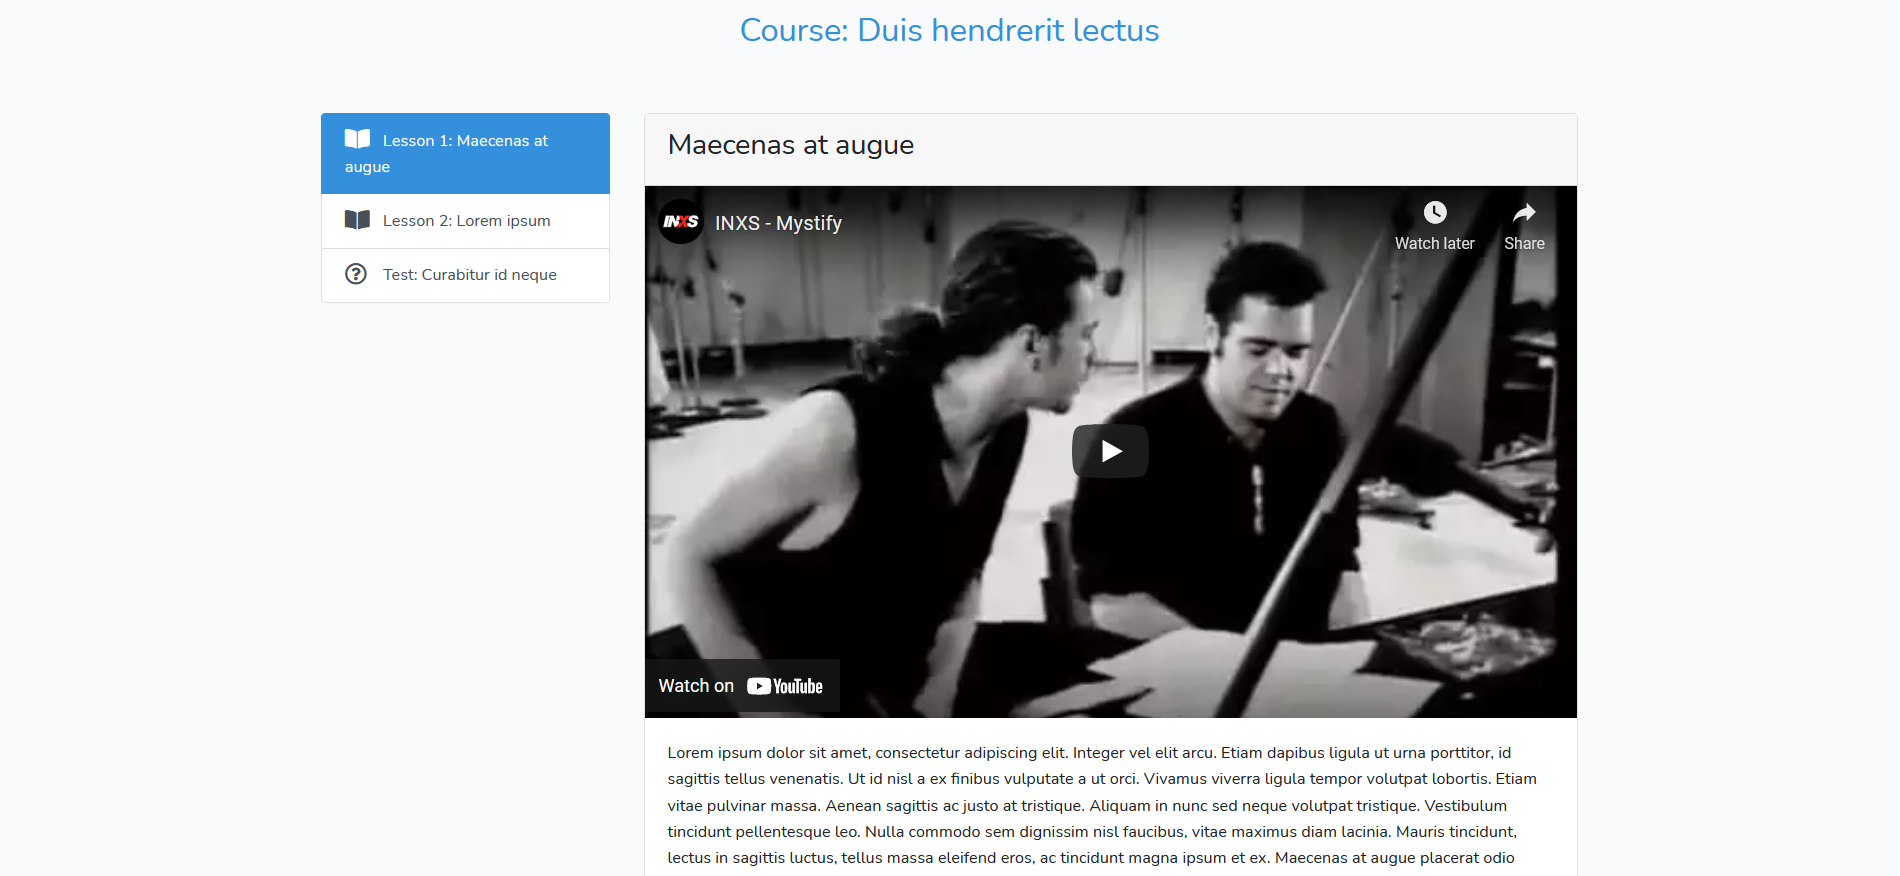 Course: Duis hendrerit lectus
Lesson 1: Maecenas at
augue
Lesson 2: Lorem ipsum
Test: Curabitur id neque
Maecenas at augue
INXS
INXS - Mystify
Watch later
Share
Watch on YouTube
Lorem ipsum dolor sit amet, consectetur adipiscing elit. Integer vel elit arcu. Etiam dapibus ligula ut urna porttitor, id
sagittis tellus venenatis. Ut id nisl a ex finibus vulputate a ut orci. Vivamus viverra ligula tempor volutpat lobortis. Etiam
vitae pulvinar massa. Aenean sagittis ac justo at tristique. Aliquam in nunc sed neque volutpat tristique. Vestibulum
tincidunt pellentesque leo. Nulla commodo sem dignissim nisl faucibus, vitae maximus diam lacinia. Mauris tincidunt,
lectus in sagittis luctus, tellus massa eleifend eros, ac tincidunt magna ipsum et ex. Maecenas at augue placerat odio